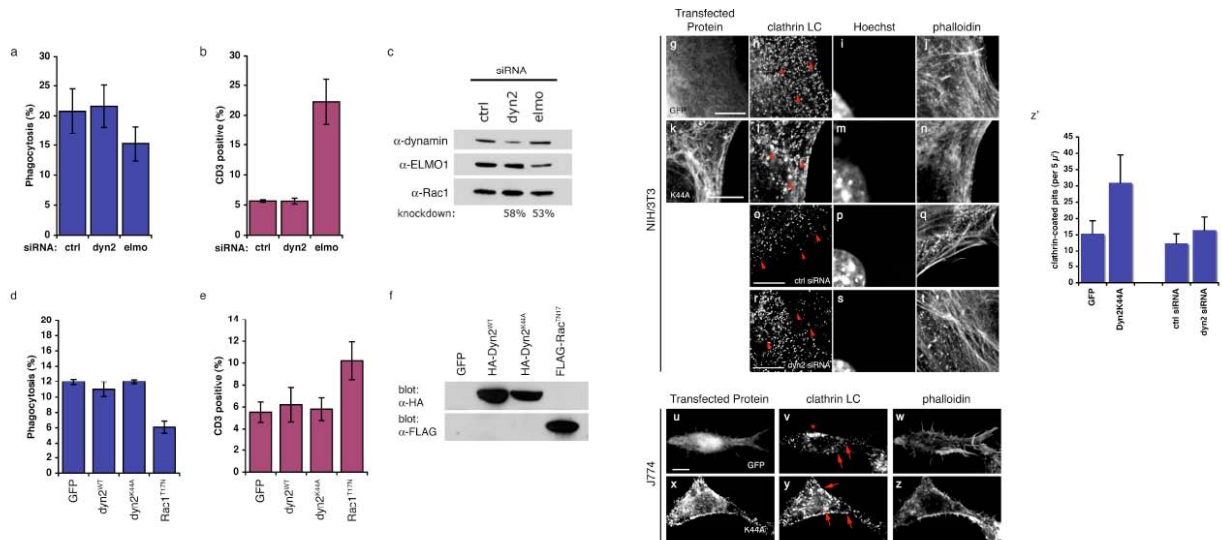 a
Phagocytosis (%)
30
25
20
15
10
5
0
siRNA: ctrl dyn2 elmo
b
CD3 positive (%)
30
25
20
15
10
5
0
siRNA: ctrl dyn2 elmo
c
siRNA
ctrl dyn2 elmo
α-dynamin
α-ELMO1
α-Rac1
knockdown: 58% 53%
d
Phagocytosis (%)
20
18
16
14
12
10
8
6
4
2
0
GFP dyn2WT dyn2K44A Rac1T17N
e
CD3 positive (%)
14
12
10
8
6
4
2
0
GFP dyn2WT dyn2K44A Rac1T17N
f
GFP HA-Dyn2WT HA-Dyn2K44A FLAG-RacTN17
blot:
α-HA
blot:
α-FLAG
Transfected
Protein clathrin LC Hoechst phalloidin
NIH/3T3
g h i j
GFP
k l m n
K44A
o p q
ctrl siRNA
r s t
dyn2 siRNA
Transfected Protein clathrin LC phalloidin
J774
u v w
*
GFP
x y z
K44A
z'
clathrin-coated pits (per 5 µ²)
45
40
35
30
25
20
15
10
5
0
GFP Dyn2K44A ctrl siRNA dyn2 siRNA